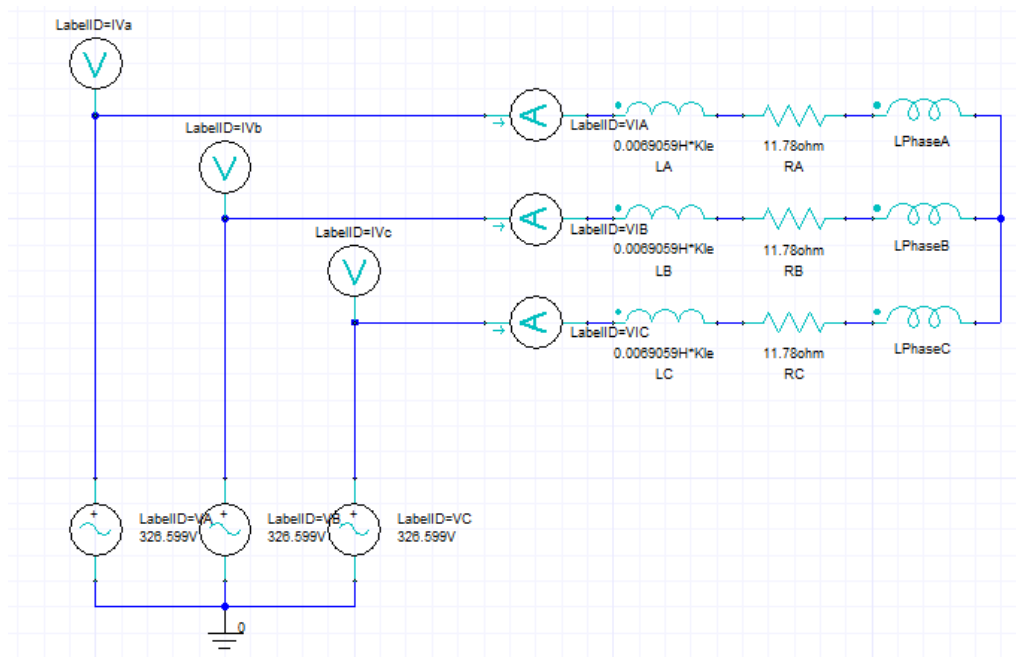 LabelID=IVa
V
LabelID=IVb
V
LabelID=IVc
V
A
LabelID=VIA
0.0069059H*Kle
LA
11.78ohm
RA
LPhaseA
A
LabelID=VIB
0.0069059H*Kle
LB
11.78ohm
RB
LPhaseB
A
LabelID=VIC
0.0069059H*Kle
LC
11.78ohm
RC
LPhaseC
+
LabelID=VA
326.599V
+
LabelID=VB
326.599V
+
LabelID=VC
326.599V
0